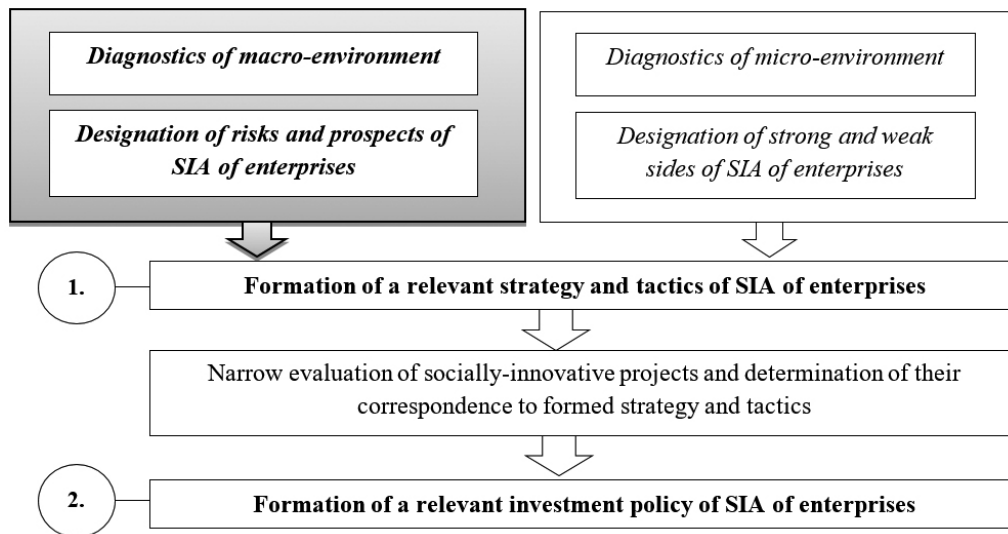 Diagnostics of macro-environment
Designation of risks and prospects of
SIA of enterprises
Diagnostics of micro-environment
Designation of strong and weak
sides of SIA of enterprises
1.
Formation of a relevant strategy and tactics of SIA of enterprises
Narrow evaluation of socially-innovative projects and determination of their
correspondence to formed strategy and tactics
2.
Formation of a relevant investment policy of SIA of enterprises